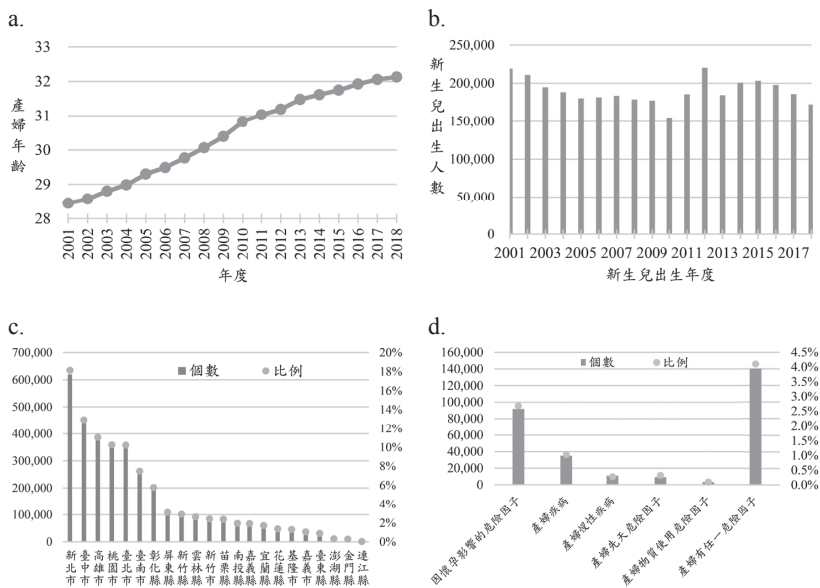 a.
33
32
31
30
29
28
產婦年齡
2001
2002
2003
2004
2005
2006
2007
2008
2009
2010
2011
2012
2013
2014
2015
2016
2017
2018
年度
b.
250,000
200,000
150,000
100,000
50,000
0
新生兒出生人數
2001 2003 2005 2007 2009 2011 2013 2015 2017
新生兒出生年度
c.
個數 比例
700,000
600,000
500,000
400,000
300,000
200,000
100,000
0
20%
18%
16%
14%
12%
10%
8%
6%
4%
2%
0%
新北市
臺中市
高雄市
桃園市
臺北市
臺南市
彰化縣
屏東縣
新竹縣
雲林縣
新竹市
苗栗縣
南投縣
嘉義縣
宜蘭縣
花蓮縣
基隆市
嘉義市
臺東縣
澎湖縣
金門縣
連江縣
d.
個數 比例
160,000
140,000
120,000
100,000
80,000
60,000
40,000
20,000
0
4.5%
4.0%
3.5%
3.0%
2.5%
2.0%
1.5%
1.0%
0.5%
0.0%
因懷孕影響的危險因子
產婦疾病
產婦慢性疾病
產婦先天危險因子
產婦物質使用危險因子
產婦有任一危險因子